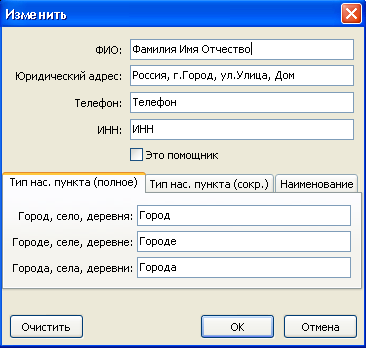 Изменить
ФИО: Фамилия Имя Отчество
Юридический адрес: Россия, г.Город, ул.Улица, Дом
Телефон: Телефон
ИНН: ИНН
Это помощник
Тип нас. пункта (полное) Тип нас. пункта (сокр.) Наименование
Город, село, деревня: Город
Городе, селе, деревне: Городе
Города, села, деревни: Города
Очистить OK Отмена